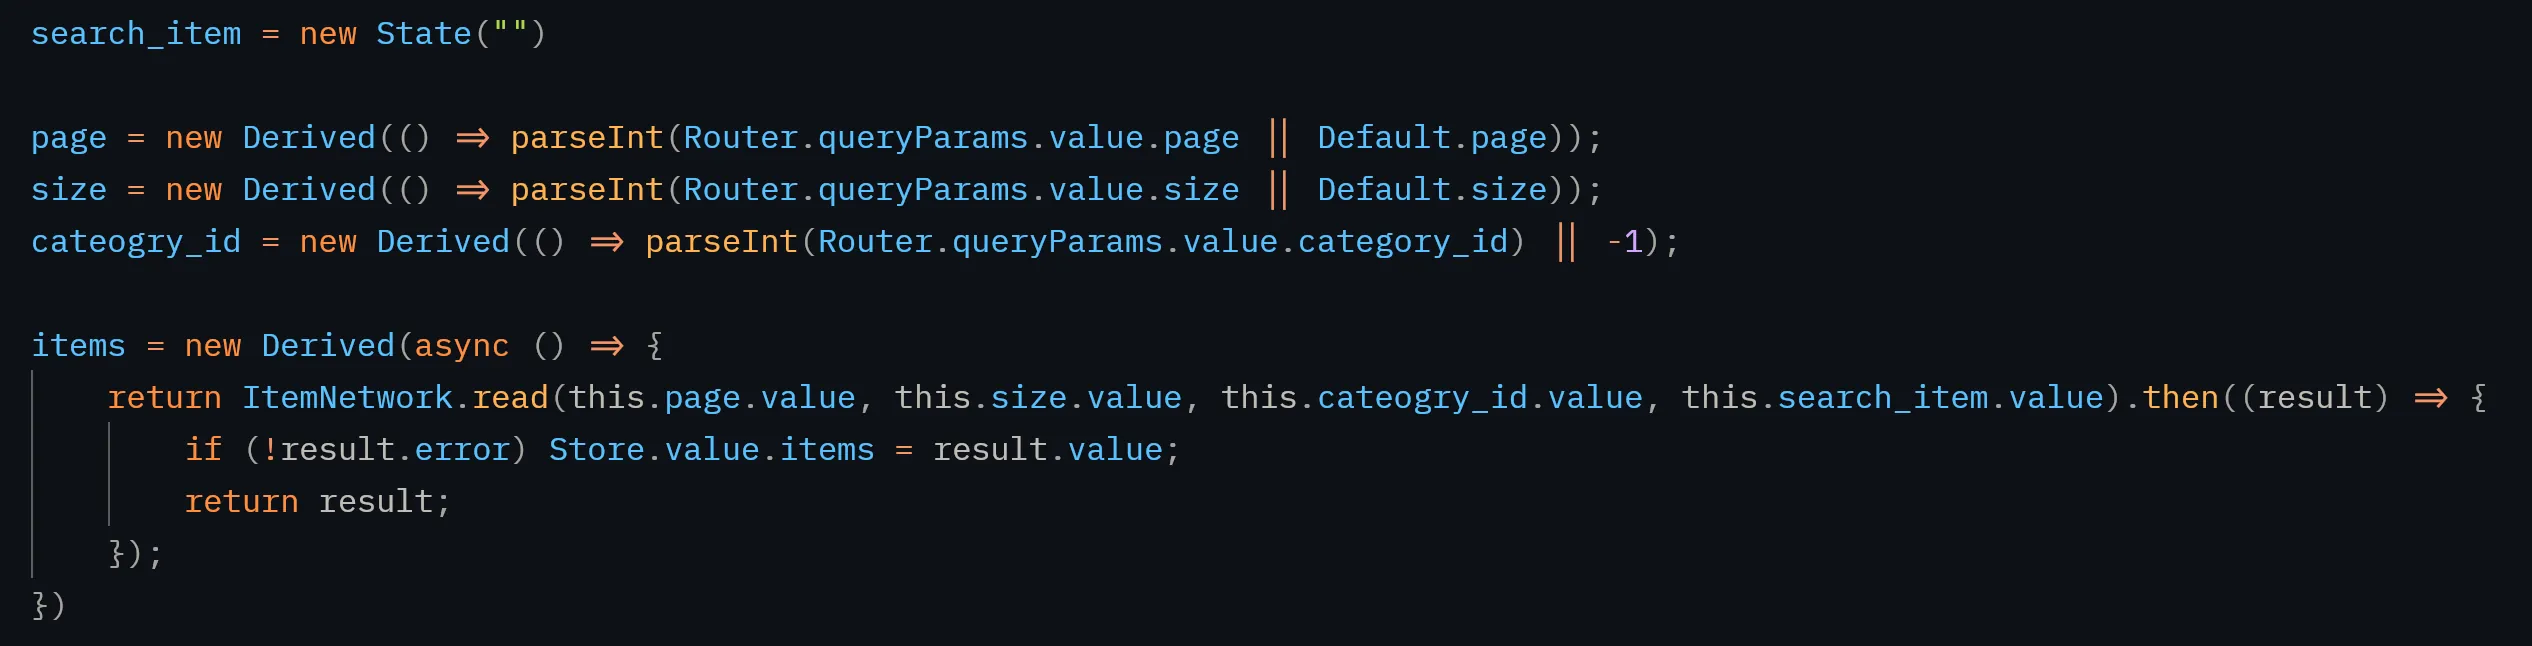 search_item = new State("")
page = new Derived(() => parseInt(Router.queryParams.value.page || Default.page));
size = new Derived(() => parseInt(Router.queryParams.value.size || Default.size));
cateogry_id = new Derived(() => parseInt(Router.queryParams.value.category_id) || -1);
items = new Derived(async () => {
    return ItemNetwork.read(this.page.value, this.size.value, this.cateogry_id.value, this.search_item.value).then((result) => {
        if (!result.error) Store.value.items = result.value;
        return result;
    });
})